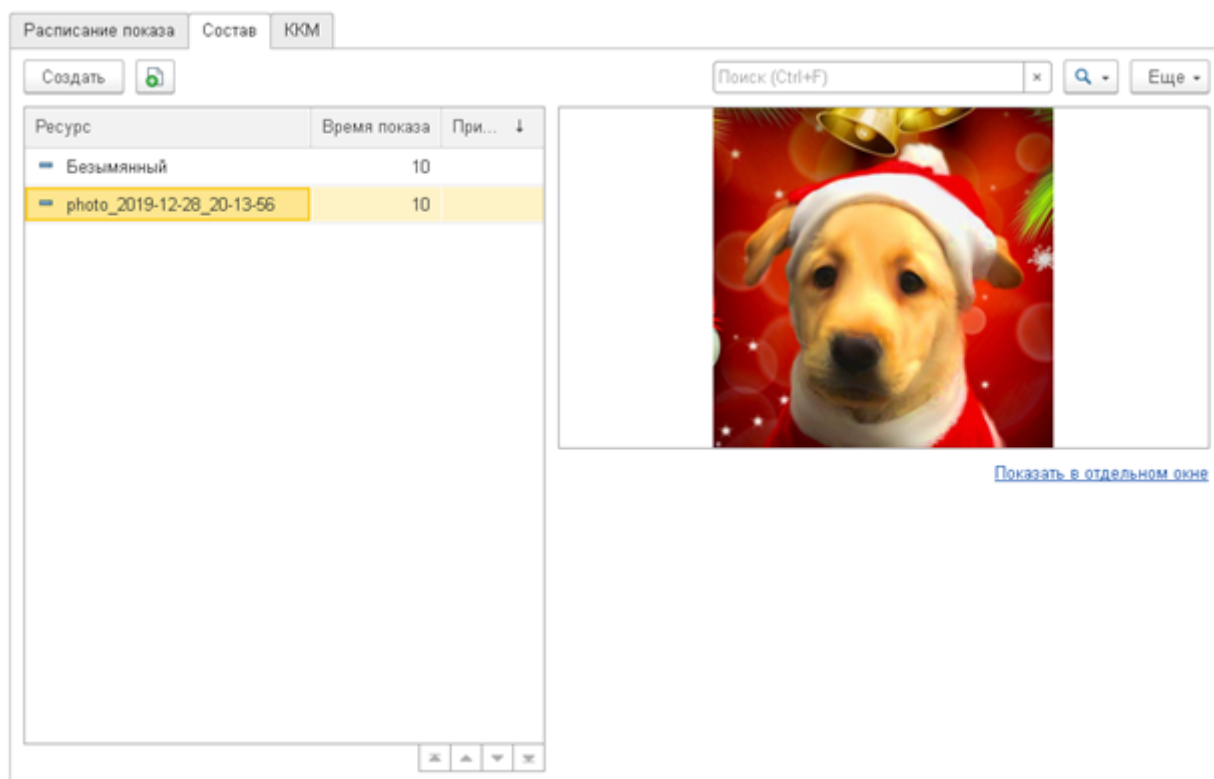 Расписание показа Состав ККМ
Создать Поиск (Ctrl+F) × Еще
Ресурс Время показа При... ↓
Безымянный 10
photo_2019-12-28_20-13-56 10
Показать в отдельном окне